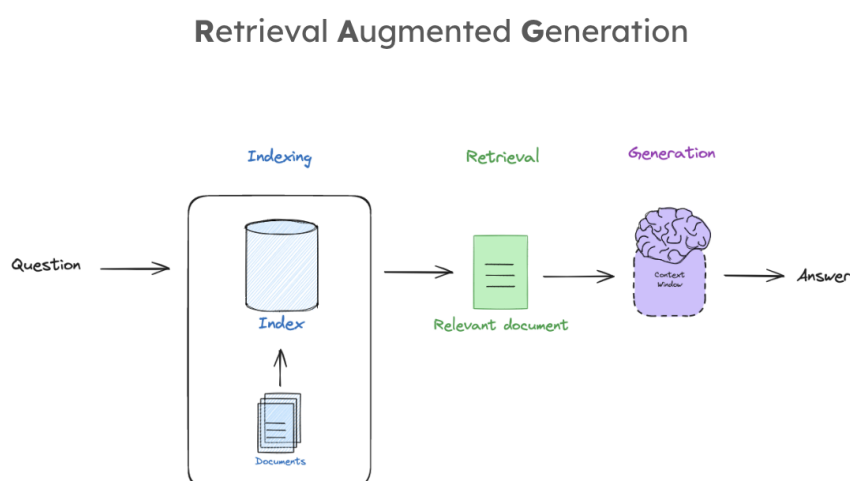 Retrieval Augmented Generation
Indexing
Retrieval
Generation
Question
Index
Documents
Relevant document
Context
Window
Answer